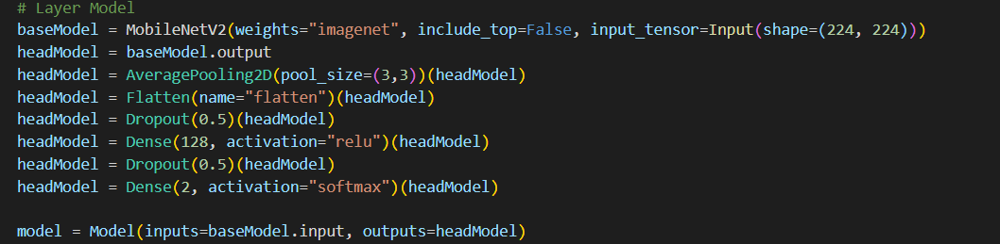 # Layer Model
baseModel = MobileNetV2(weights="imagenet", include_top=False, input_tensor=Input(shape=(224, 224)))
headModel = baseModel.output
headModel = AveragePooling2D(pool_size=(3,3))(headModel)
headModel = Flatten(name="flatten")(headModel)
headModel = Dropout(0.5)(headModel)
headModel = Dense(128, activation="relu")(headModel)
headModel = Dropout(0.5)(headModel)
headModel = Dense(2, activation="softmax")(headModel)
model = Model(inputs=baseModel.input, outputs=headModel)